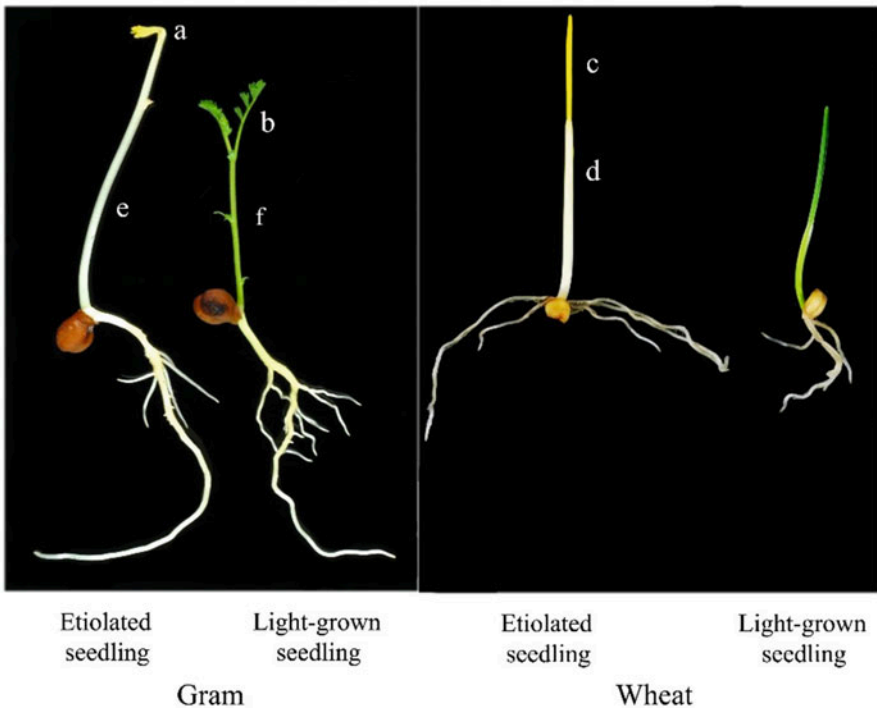 a
b
c
d
e
f
Etiolated
seedling
Light-grown
seedling
Etiolated
seedling
Light-grown
seedling
Gram
Wheat